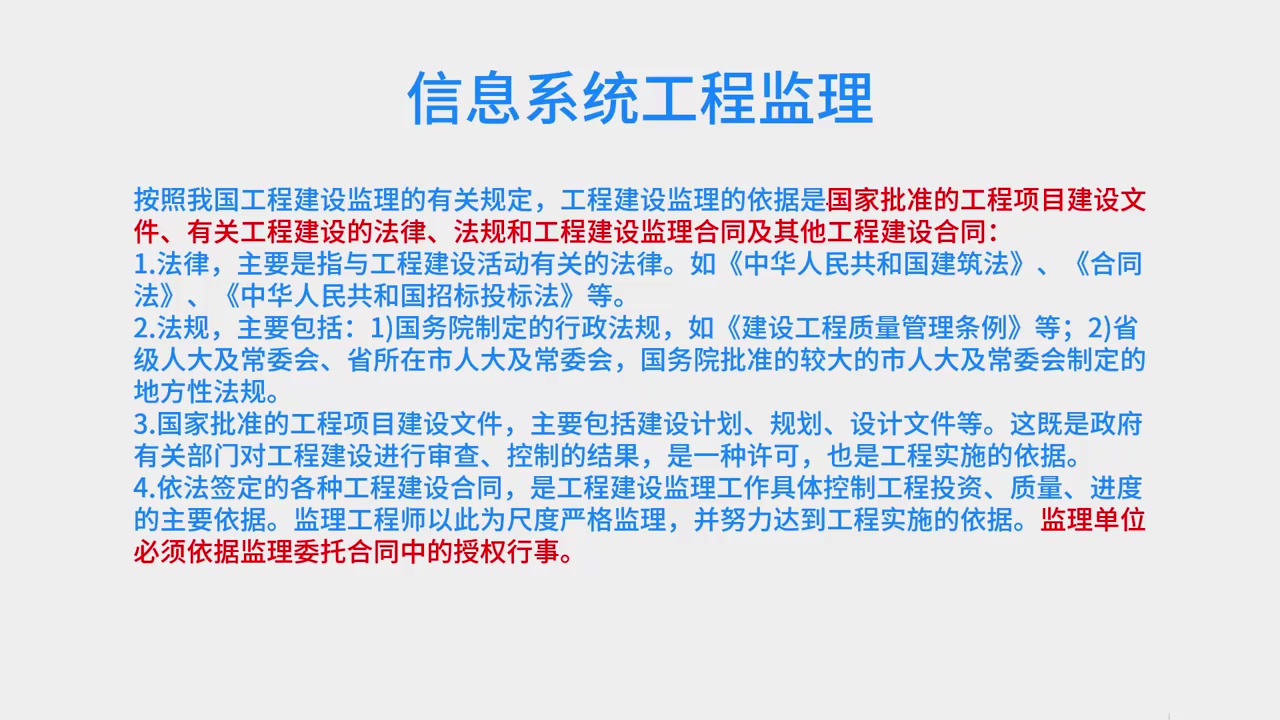 信息系统工程监理
按照我国工程建设监理的有关规定，工程建设监理的依据是国家批准的工程项目建设文
件、有关工程建设的法律、法规和工程建设监理合同及其他工程建设合同：
1.法律，主要是指与工程建设活动有关的法律。如《中华人民共和国建筑法》、《合同
法》、《中华人民共和国招标投标法》等。
2.法规，主要包括：1)国务院制定的行政法规，如《建设工程质量管理条例》等；2)省
级人大及常委会、省所在市人大及常委会，国务院批准的较大的市人大及常委会制定的
地方性法规。
3.国家批准的工程项目建设文件，主要包括建设计划、规划、设计文件等。这既是政府
有关部门对工程建设进行审查、控制的结果，是一种许可，也是工程实施的依据。
4.依法签定的各种工程建设合同，是工程建设监理工作具体控制工程投资、质量、进度
的主要依据。监理工程师以此为尺度严格监理，并努力达到工程实施的依据。监理单位
必须依据监理委托合同中的授权行事。